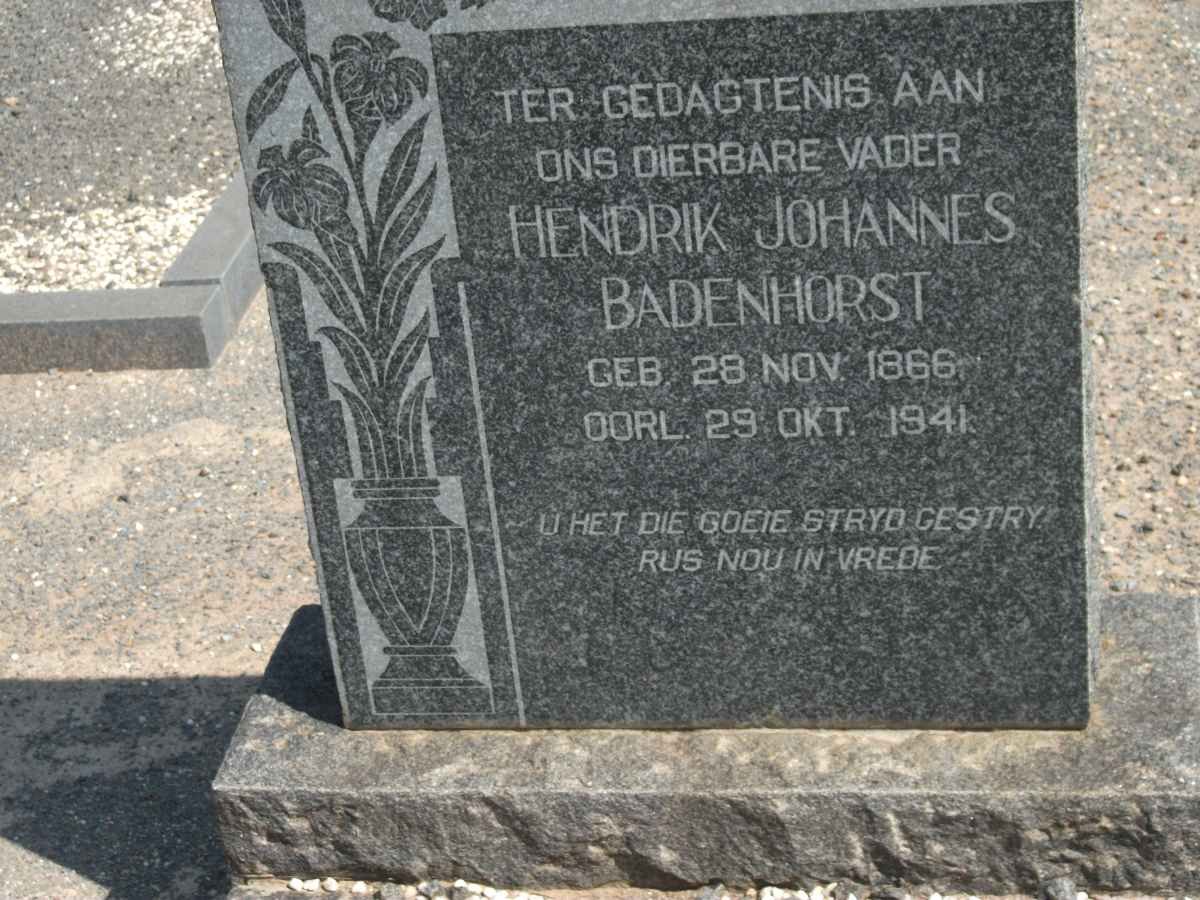 TER GEDAGTENIS AAN
ONS DIERBARE VADER
HENDRIK JOHANNES
BADENHORST
GEB. 28 NOV. 1866
OORL. 29 OKT. 1941.
U HET DIE GOEIE STRYD GESTRY.
RUS NOU IN VREDE